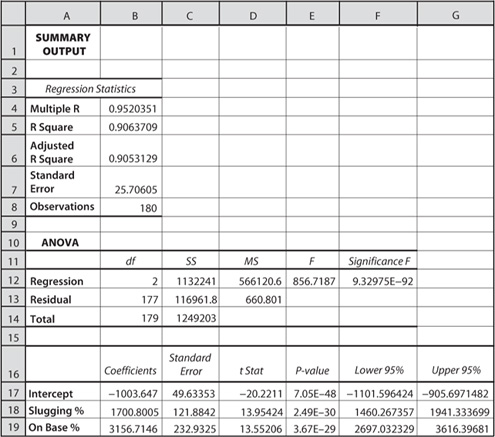 A B C D E F G
1 SUMMARY OUTPUT
2
3 Regression Statistics
4 Multiple R 0.9520351
5 R Square 0.9063709
6 Adjusted R Square 0.9053129
7 Standard Error 25.70605
8 Observations 180
9
10 ANOVA
11 df SS MS F Significance F
12 Regression 2 1132241 566120.6 856.7187 9.32975E–92
13 Residual 177 116961.8 660.801
14 Total 179 1249203
15
16 Coefficients Standard Error t Stat P-value Lower 95% Upper 95%
17 Intercept –1003.647 49.63353 –20.2211 7.05E–48 –1101.596424 –905.6971482
18 Slugging % 1700.8005 121.8842 13.95424 2.49E–30 1460.267357 1941.333699
19 On Base % 3156.7146 232.9325 13.55206 3.67E–29 2697.032329 3616.39681